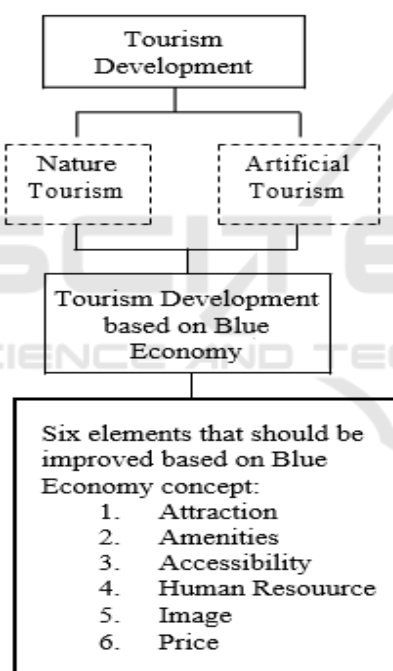 Tourism
Development
Nature
Tourism
Artificial
Tourism
Tourism Development
based on Blue
Economy
Six elements that should be
improved based on Blue
Economy concept:
1. Attraction
2. Amenities
3. Accessibility
4. Human Resouurce
5. Image
6. Price